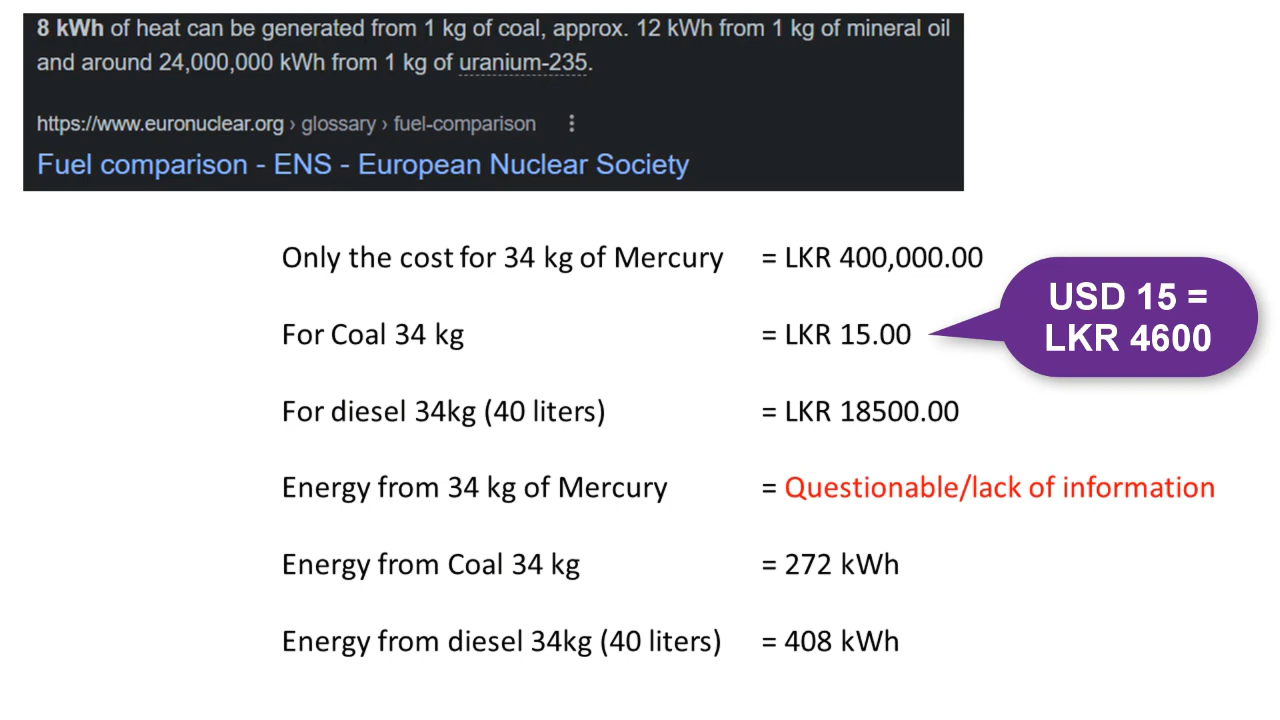 8 kWh of heat can be generated from 1 kg of coal, approx. 12 kWh from 1 kg of mineral oil
and around 24,000,000 kWh from 1 kg of uranium-235.
https://www.euronuclear.org › glossary › fuel-comparison
Fuel comparison - ENS - European Nuclear Society
Only the cost for 34 kg of Mercury = LKR 400,000.00
USD 15 =
LKR 4600
For Coal 34 kg = LKR 15.00
For diesel 34kg (40 liters) = LKR 18500.00
Energy from 34 kg of Mercury = Questionable/lack of information
Energy from Coal 34 kg = 272 kWh
Energy from diesel 34kg (40 liters) = 408 kWh